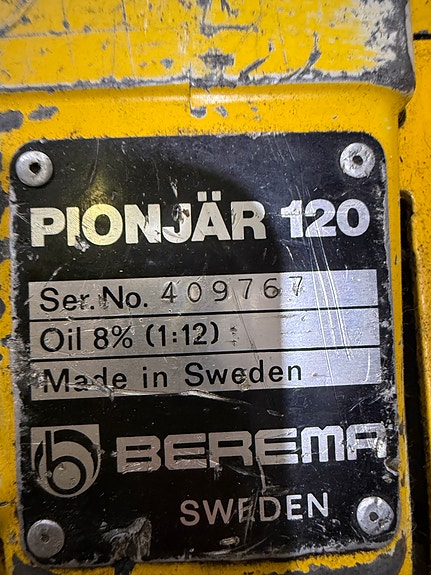 PIONJÄR 120
Ser. No. 409767
Oil 8% (1:12)
Made in Sweden
BEREMA
SWEDEN